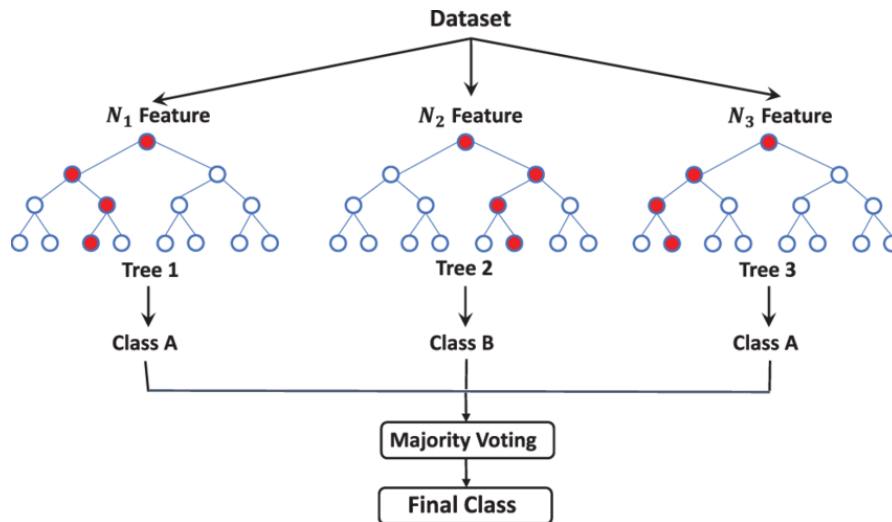 Dataset
N₁ Feature
N₂ Feature
N₃ Feature
Tree 1
Tree 2
Tree 3
Class A
Class B
Class A
Majority Voting
Final Class